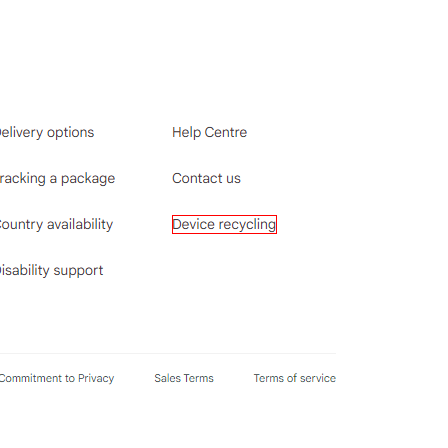 elivery options
Help Centre
racking a package
Contact us
ountry availability
Device recycling
isability support
Commitment to Privacy
Sales Terms
Terms of service